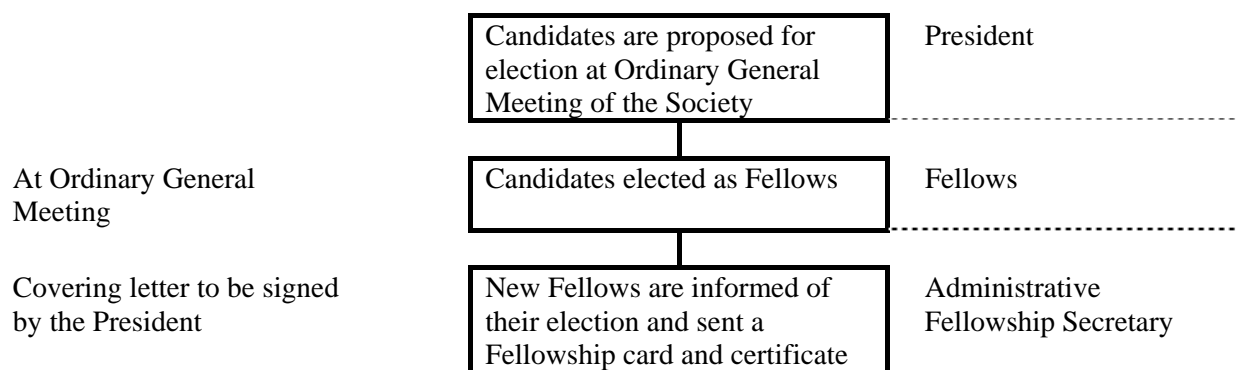 Candidates are proposed for
election at Ordinary General
Meeting of the Society
President
At Ordinary General
Meeting
Candidates elected as Fellows
Fellows
Covering letter to be signed
by the President
New Fellows are informed of
their election and sent a
Fellowship card and certificate
Administrative
Fellowship Secretary